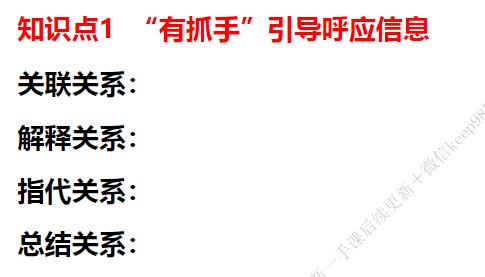 知识点1 “有抓手”引导呼应信息
关联关系：
解释关系：
指代关系：
总结关系：
新一手课后续更新＋微信keep98